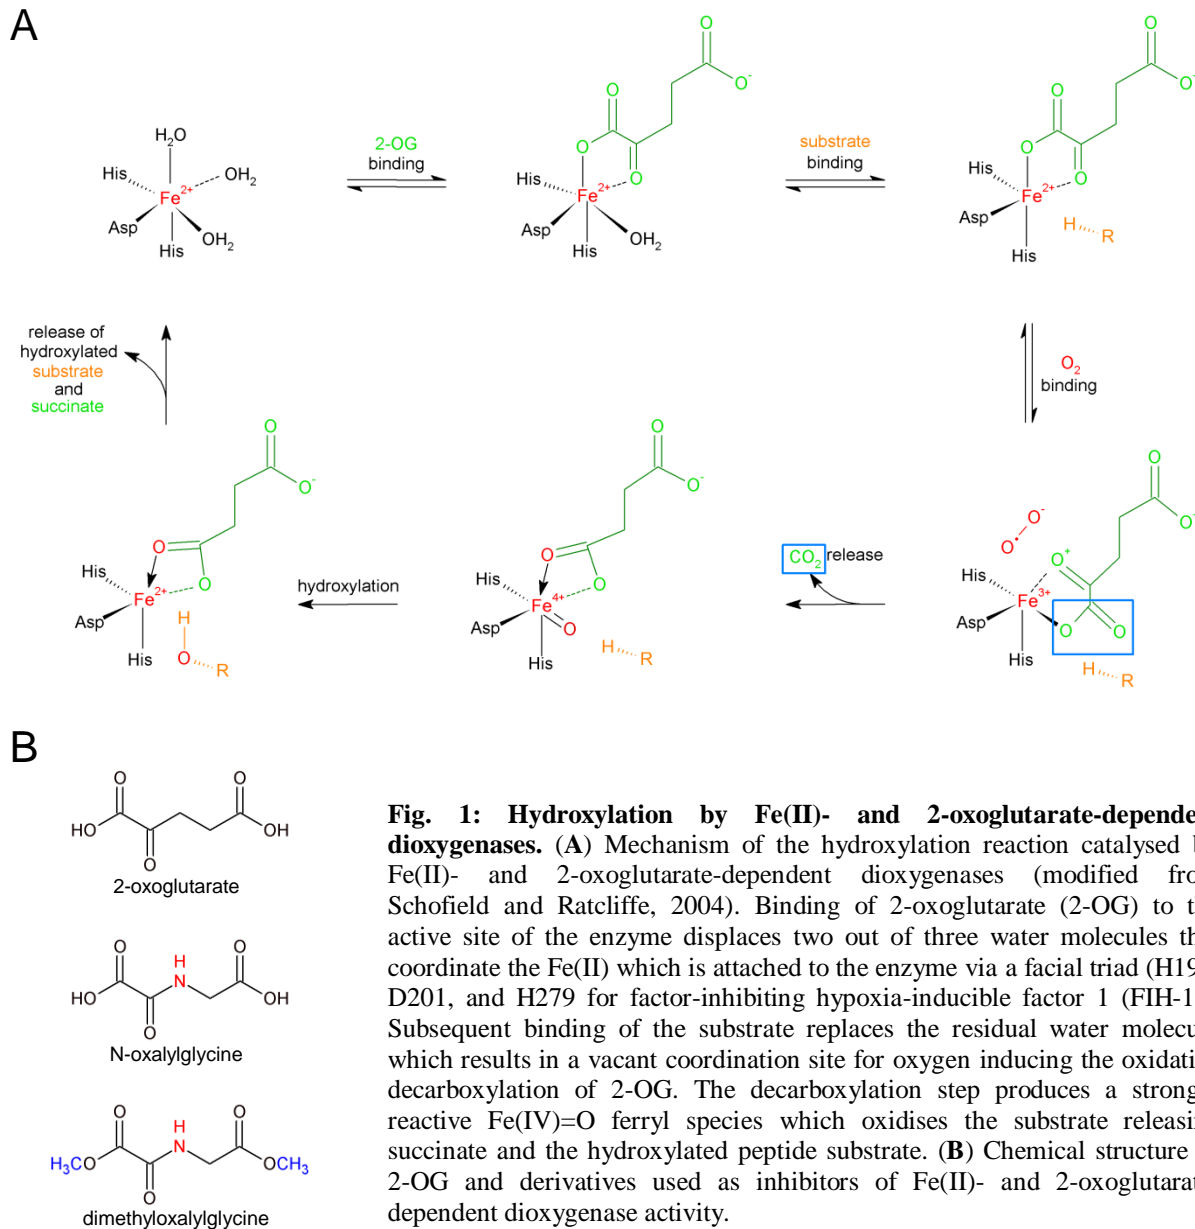 A
H₂O
His
Fe²⁺
OH₂
Asp
OH₂
His
2-OG
binding
O
O
O⁻
O
O
His
Fe²⁺
Asp
OH₂
His
substrate
binding
O
O
O⁻
O
O
His
Fe²⁺
Asp
H
R
His
O₂
binding
release of
hydroxylated
substrate
and
succinate
O
O⁻
O
O
His
Fe²⁺
Asp
H
His
O
R
hydroxylation
O
O⁻
O
O
His
Fe⁴⁺
Asp
O
H
R
His
CO₂ release
O
O⁻
O⁻
O•
O⁺
His
Fe³⁺
Asp
O
O
His
H
R
B
O
O
HO
OH
O
2-oxoglutarate
O
H
O
HO
N
OH
O
N-oxalylglycine
O
H
O
H₃CO
N
OCH₃
O
dimethyloxalylglycine
Fig. 1: Hydroxylation by Fe(II)- and 2-oxoglutarate-depende
dioxygenases. (A) Mechanism of the hydroxylation reaction catalysed
Fe(II)- and 2-oxoglutarate-dependent dioxygenases (modified fro
Schofield and Ratcliffe, 2004). Binding of 2-oxoglutarate (2-OG) to t
active site of the enzyme displaces two out of three water molecules th
coordinate the Fe(II) which is attached to the enzyme via a facial triad (H19
D201, and H279 for factor-inhibiting hypoxia-inducible factor 1 (FIH-1
Subsequent binding of the substrate replaces the residual water molecu
which results in a vacant coordination site for oxygen inducing the oxidati
decarboxylation of 2-OG. The decarboxylation step produces a strong
reactive Fe(IV)=O ferryl species which oxidises the substrate releasin
succinate and the hydroxylated peptide substrate. (B) Chemical structure
2-OG and derivatives used as inhibitors of Fe(II)- and 2-oxoglutarat
dependent dioxygenase activity.